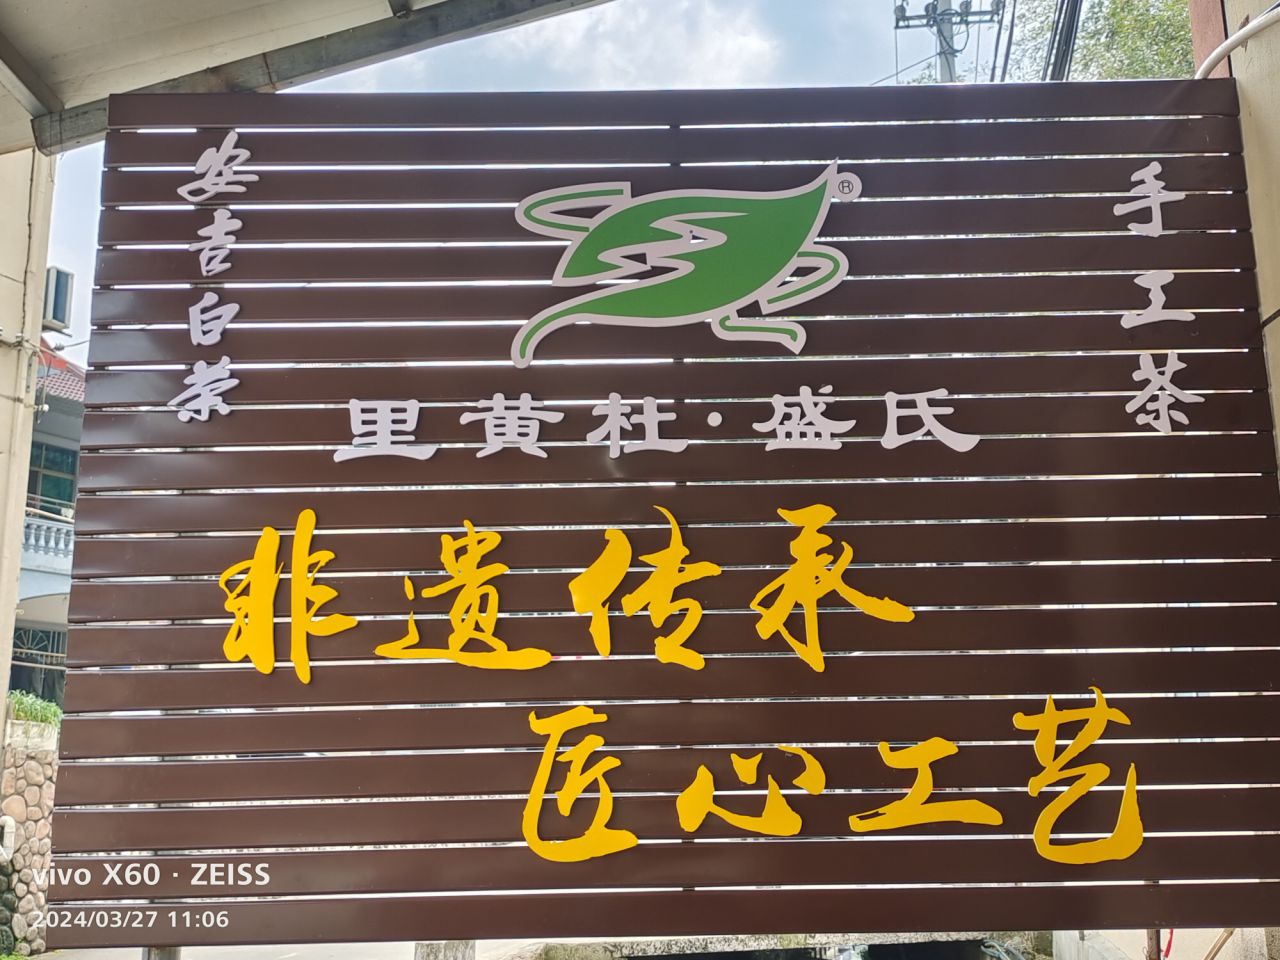 安吉白茶
®
手工茶
里黄杜·盛氏
非遗传承
匠心工艺
vivo X60 · ZEISS
2024/03/27 11:06